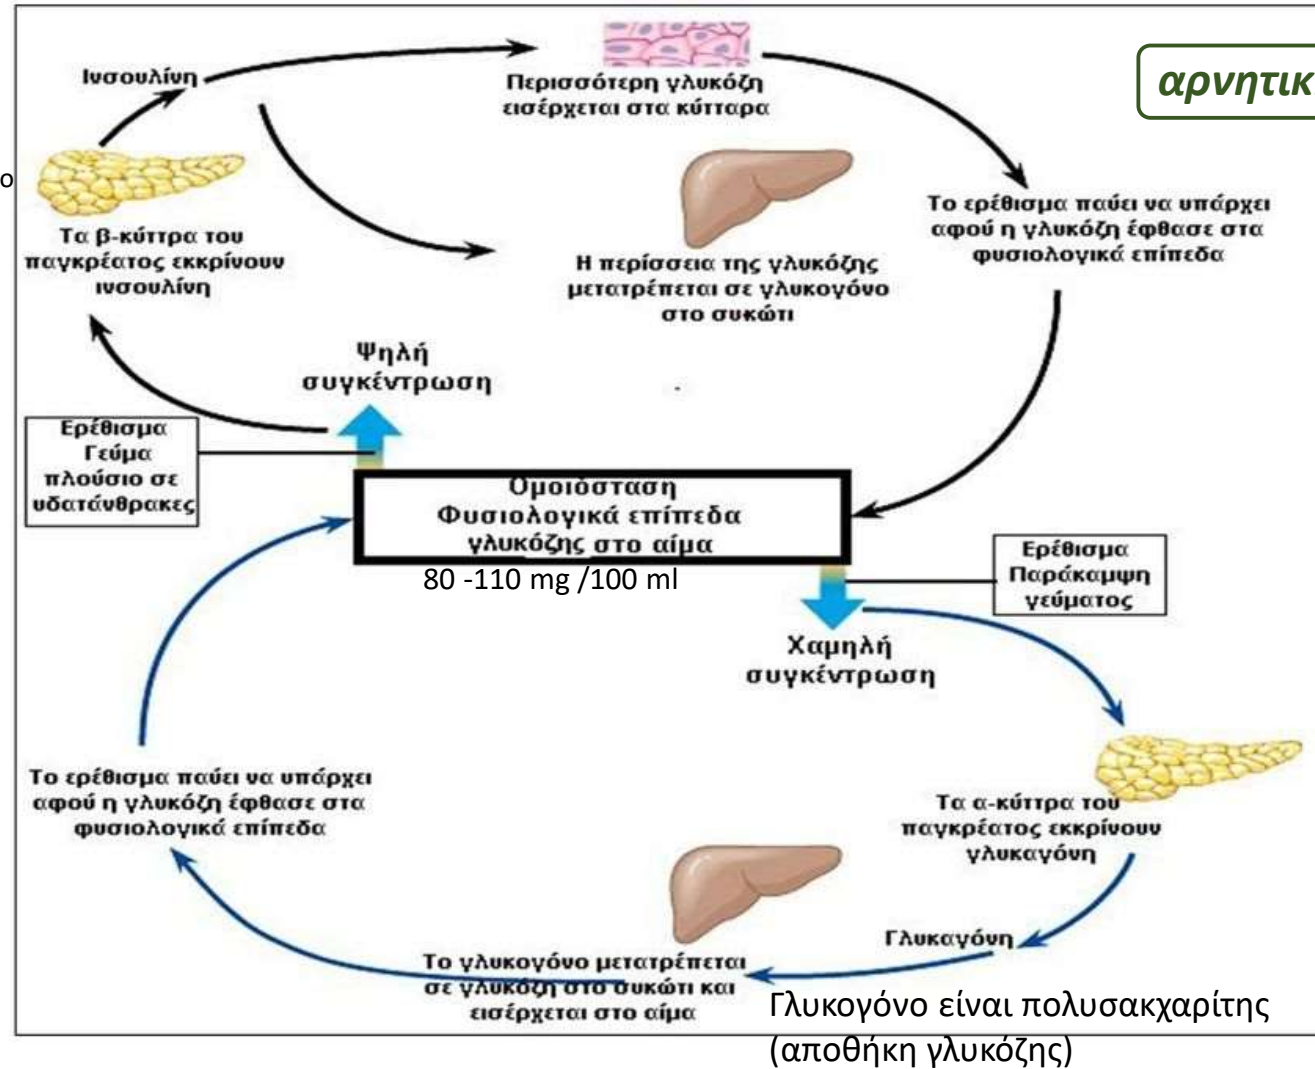 Ινσουλίνη
Περισσότερη γλυκόζη
εισέρχεται στα κύτταρα
αρνητικ
ο
Τα β-κύττρα του
παγκρέατος εκκρίνουν
ινσουλίνη
Η περίσσεια της γλυκόζης
μετατρέπεται σε γλυκογόνο
στο συκώτι
Το ερέθισμα παύει να υπάρχει
αφού η γλυκόζη έφθασε στα
φυσιολογικά επίπεδα
Ψηλή
συγκέντρωση
Ερέθισμα
Γεύμα
πλούσιο σε
υδατάνθρακες
Ομοιόσταση
Φυσιολογικά επίπεδα
γλυκόζης στο αίμα
80 -110 mg /100 ml
Ερέθισμα
Παράκαμψη
γεύματος
Χαμηλή
συγκέντρωση
Τα α-κύττρα του
παγκρέατος εκκρίνουν
γλυκαγόνη
Γλυκαγόνη
Το γλυκογόνο μετατρέπεται
σε γλυκόζη στο συκώτι και
εισέρχεται στο αίμα
Το ερέθισμα παύει να υπάρχει
αφού η γλυκόζη έφθασε στα
φυσιολογικά επίπεδα
Γλυκογόνο είναι πολυσακχαρίτης
(αποθήκη γλυκόζης)